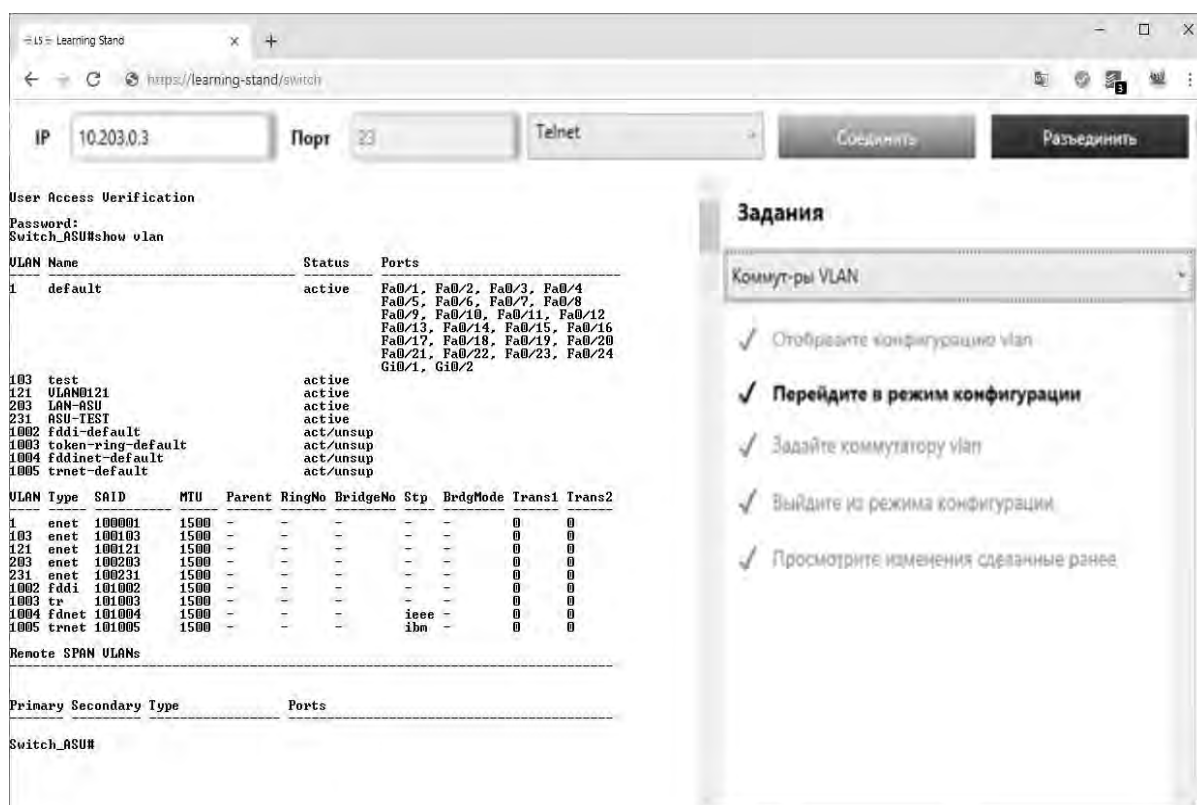 Learning Stand
https://learning-stand/switch
3
IP 10.203.0.3 Порт 23 Telnet Соединить Разъединить
User Access Verification
Password:
Switch_ASU#show vlan
VLAN Name Status Ports
1 default active Fa0/1, Fa0/2, Fa0/3, Fa0/4
Fa0/5, Fa0/6, Fa0/7, Fa0/8
Fa0/9, Fa0/10, Fa0/11, Fa0/12
Fa0/13, Fa0/14, Fa0/15, Fa0/16
Fa0/17, Fa0/18, Fa0/19, Fa0/20
Fa0/21, Fa0/22, Fa0/23, Fa0/24
Gi0/1, Gi0/2
103 test active
121 VLAN0121 active
203 LAN-ASU active
231 ASU-TEST active
1002 fddi-default act/unsup
1003 token-ring-default act/unsup
1004 fddinet-default act/unsup
1005 trnet-default act/unsup
VLAN Type SAID MTU Parent RingNo BridgeNo Stp BrdgMode Trans1 Trans2
1 enet 100001 1500 - - - - - 0 0
103 enet 100103 1500 - - - - - 0 0
121 enet 100121 1500 - - - - - 0 0
203 enet 100203 1500 - - - - - 0 0
231 enet 100231 1500 - - - - - 0 0
1002 fddi 101002 1500 - - - - - 0 0
1003 tr 101003 1500 - - - - - 0 0
1004 fdnet 101004 1500 - - - ieee - 0 0
1005 trnet 101005 1500 - - - ibm - 0 0
Remote SPAN VLANs
Primary Secondary Type Ports
Switch_ASU#
Задания
Коммут-ры VLAN
Отобразите конфигурацию vlan
Перейдите в режим конфигурации
Задайте коммутатору vlan
Выйдите из режима конфигурации
Просмотрите изменения сделанные ранее